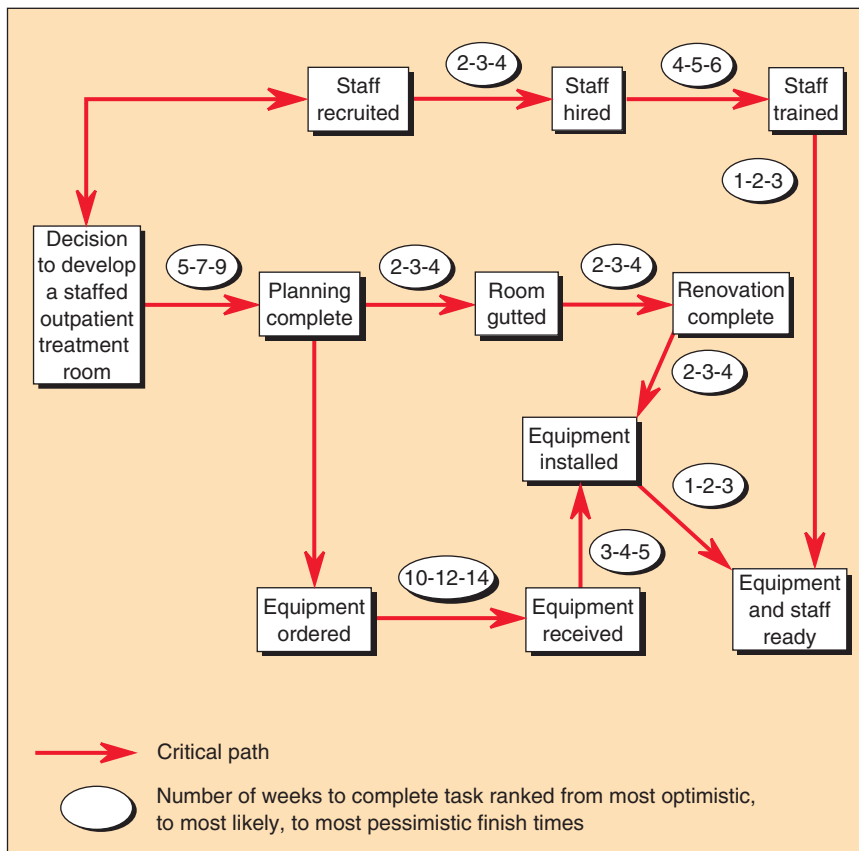 Staff
recruited
2-3-4
Staff
hired
4-5-6
Staff
trained
1-2-3
Decision
to develop
a staffed
outpatient
treatment
room
5-7-9
Planning
complete
2-3-4
Room
gutted
2-3-4
Renovation
complete
2-3-4
Equipment
installed
1-2-3
3-4-5
Equipment
ordered
10-12-14
Equipment
received
Equipment
and staff
ready
Critical path
Number of weeks to complete task ranked from most optimistic,
to most likely, to most pessimistic finish times